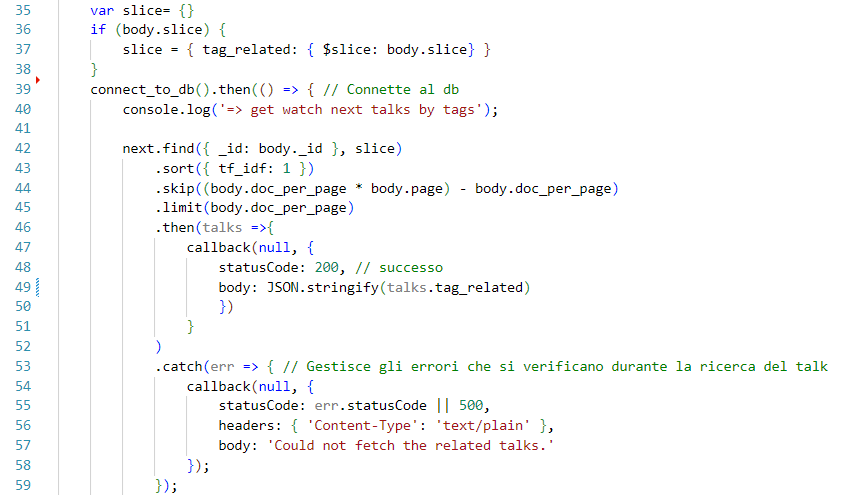 35 var slice= {}
36 if (body.slice) {
37 slice = { tag_related: { $slice: body.slice} }
38 }
39 connect_to_db().then(() => { // Connette al db
40 console.log('=> get watch next talks by tags');
41
42 next.find({ _id: body._id }, slice)
43 .sort({ tf_idf: 1 })
44 .skip((body.doc_per_page * body.page) - body.doc_per_page)
45 .limit(body.doc_per_page)
46 .then(talks =>{
47 callback(null, {
48 statusCode: 200, // successo
49 body: JSON.stringify(talks.tag_related)
50 })
51 }
52 )
53 .catch(err => { // Gestisce gli errori che si verificano durante la ricerca del talk
54 callback(null, {
55 statusCode: err.statusCode || 500,
56 headers: { 'Content-Type': 'text/plain' },
57 body: 'Could not fetch the related talks.'
58 });
59 });